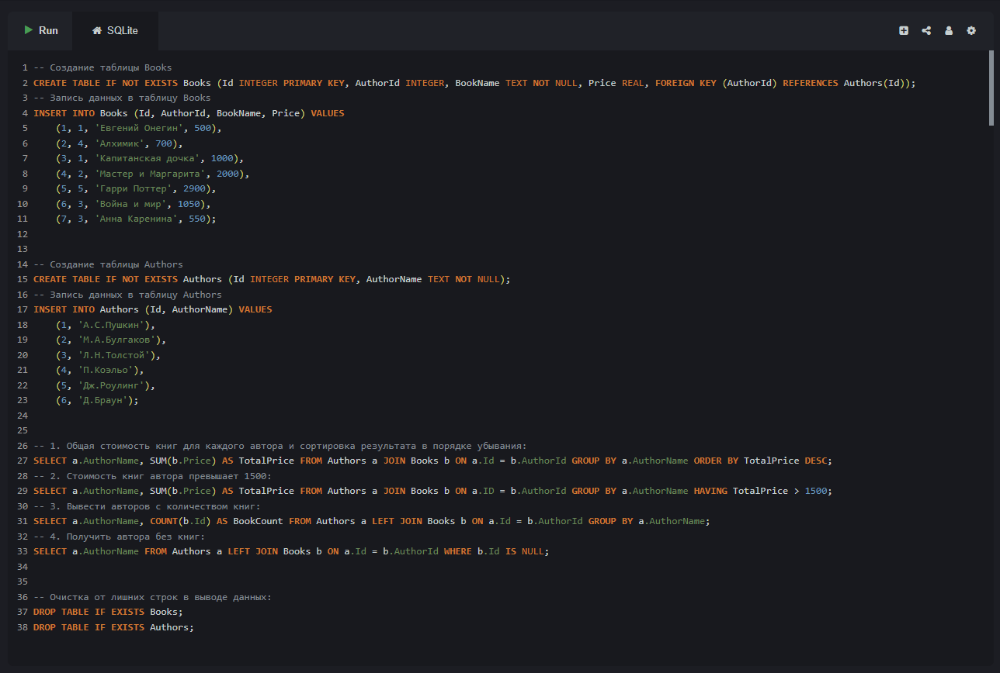 Run SQLite
1 -- Создание таблицы Books
2 CREATE TABLE IF NOT EXISTS Books (Id INTEGER PRIMARY KEY, AuthorId INTEGER, BookName TEXT NOT NULL, Price REAL, FOREIGN KEY (AuthorId) REFERENCES Authors(Id));
3 -- Запись данных в таблицу Books
4 INSERT INTO Books (Id, AuthorId, BookName, Price) VALUES
5     (1, 1, 'Евгений Онегин', 500),
6     (2, 4, 'Алхимик', 700),
7     (3, 1, 'Капитанская дочка', 1000),
8     (4, 2, 'Мастер и Маргарита', 2000),
9     (5, 5, 'Гарри Поттер', 2900),
10     (6, 3, 'Война и мир', 1050),
11     (7, 3, 'Анна Каренина', 550);
12
13
14 -- Создание таблицы Authors
15 CREATE TABLE IF NOT EXISTS Authors (Id INTEGER PRIMARY KEY, AuthorName TEXT NOT NULL);
16 -- Запись данных в таблицу Authors
17 INSERT INTO Authors (Id, AuthorName) VALUES
18     (1, 'А.С.Пушкин'),
19     (2, 'М.А.Булгаков'),
20     (3, 'Л.Н.Толстой'),
21     (4, 'П.Коэльо'),
22     (5, 'Дж.Роулинг'),
23     (6, 'Д.Браун');
24
25
26 -- 1. Общая стоимость книг для каждого автора и сортировка результата в порядке убывания:
27 SELECT a.AuthorName, SUM(b.Price) AS TotalPrice FROM Authors a JOIN Books b ON a.Id = b.AuthorId GROUP BY a.AuthorName ORDER BY TotalPrice DESC;
28 -- 2. Стоимость книг автора превышает 1500:
29 SELECT a.AuthorName, SUM(b.Price) AS TotalPrice FROM Authors a JOIN Books b ON a.ID = b.AuthorId GROUP BY a.AuthorName HAVING TotalPrice > 1500;
30 -- 3. Вывести авторов с количеством книг:
31 SELECT a.AuthorName, COUNT(b.Id) AS BookCount FROM Authors a LEFT JOIN Books b ON a.Id = b.AuthorId GROUP BY a.AuthorName;
32 -- 4. Получить автора без книг:
33 SELECT a.AuthorName FROM Authors a LEFT JOIN Books b ON a.Id = b.AuthorId WHERE b.Id IS NULL;
34
35
36 -- Очистка от лишних строк в выводе данных:
37 DROP TABLE IF EXISTS Books;
38 DROP TABLE IF EXISTS Authors;